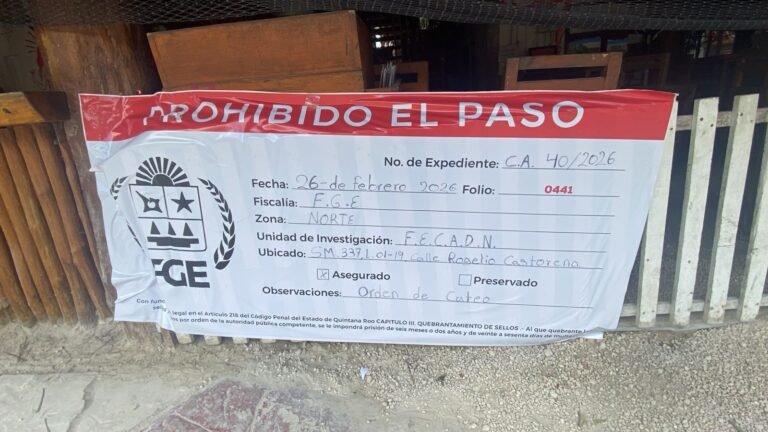 PROHIBIDO EL PASO
No. de Expediente: C.A. 40/2026
Fecha: 26 de febrero 2026 Folio: 0441
Fiscalía: F.G.E
Zona: NORTE
Unidad de Investigación: F.E.C.A.D.N.
Ubicado: SM. 337, L. 01-19, Calle Rogelio Castorena
FGE
☒ Asegurado ☐ Preservado
Observaciones: Orden de Cateo
Con fun
legal en el Artículo 218 del Código Penal del Estado de Quintana Roo CAPITULO III. QUEBRANTAMIENTO DE SELLOS .- Al que quebrante
por orden de la autoridad pública competente, se le impondrá prisión de seis meses o dos años y de veinte a sesenta días de mu